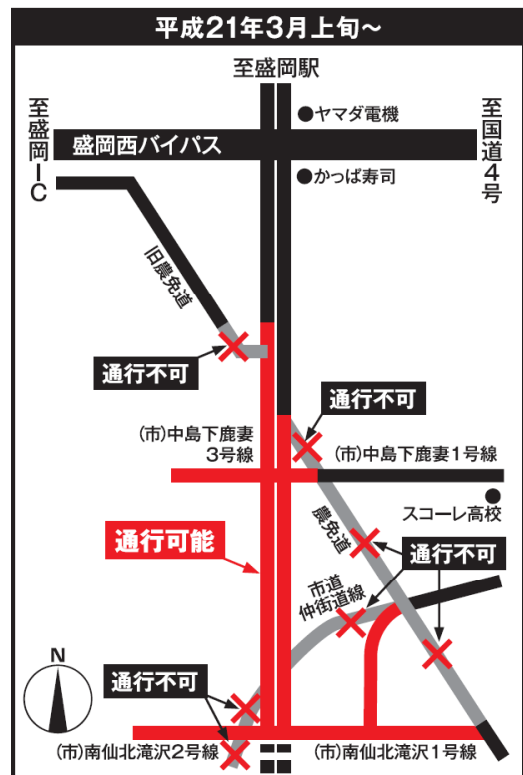 平成21年3月上旬～
至盛岡駅
至盛岡IC
●ヤマダ電機
至国道4号
盛岡西バイパス
●かっぱ寿司
旧農免道
通行不可
通行不可
(市)中島下鹿妻
3号線
(市)中島下鹿妻1号線
スコーレ高校
農免道
通行可能
通行不可
市道
仲街道線
N
通行不可
(市)南仙北滝沢2号線
(市)南仙北滝沢1号線